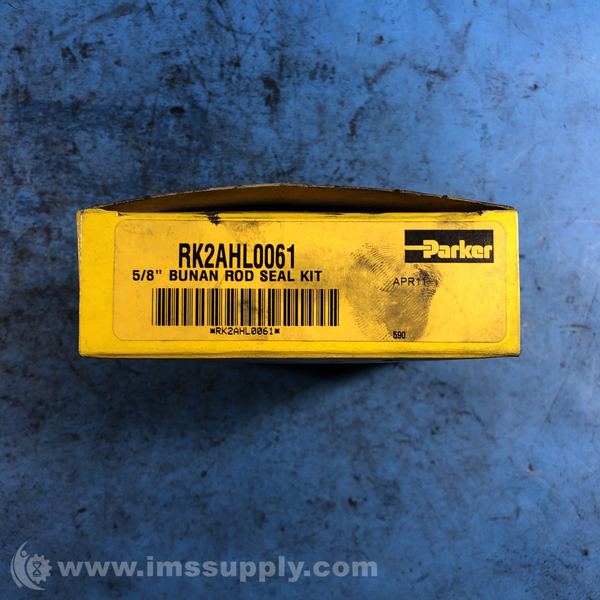 RK2AHL0061
Parker
5/8" BUNAN ROD SEAL KIT
APR11
*RK2AHL0061*
590
www.imssupply.com